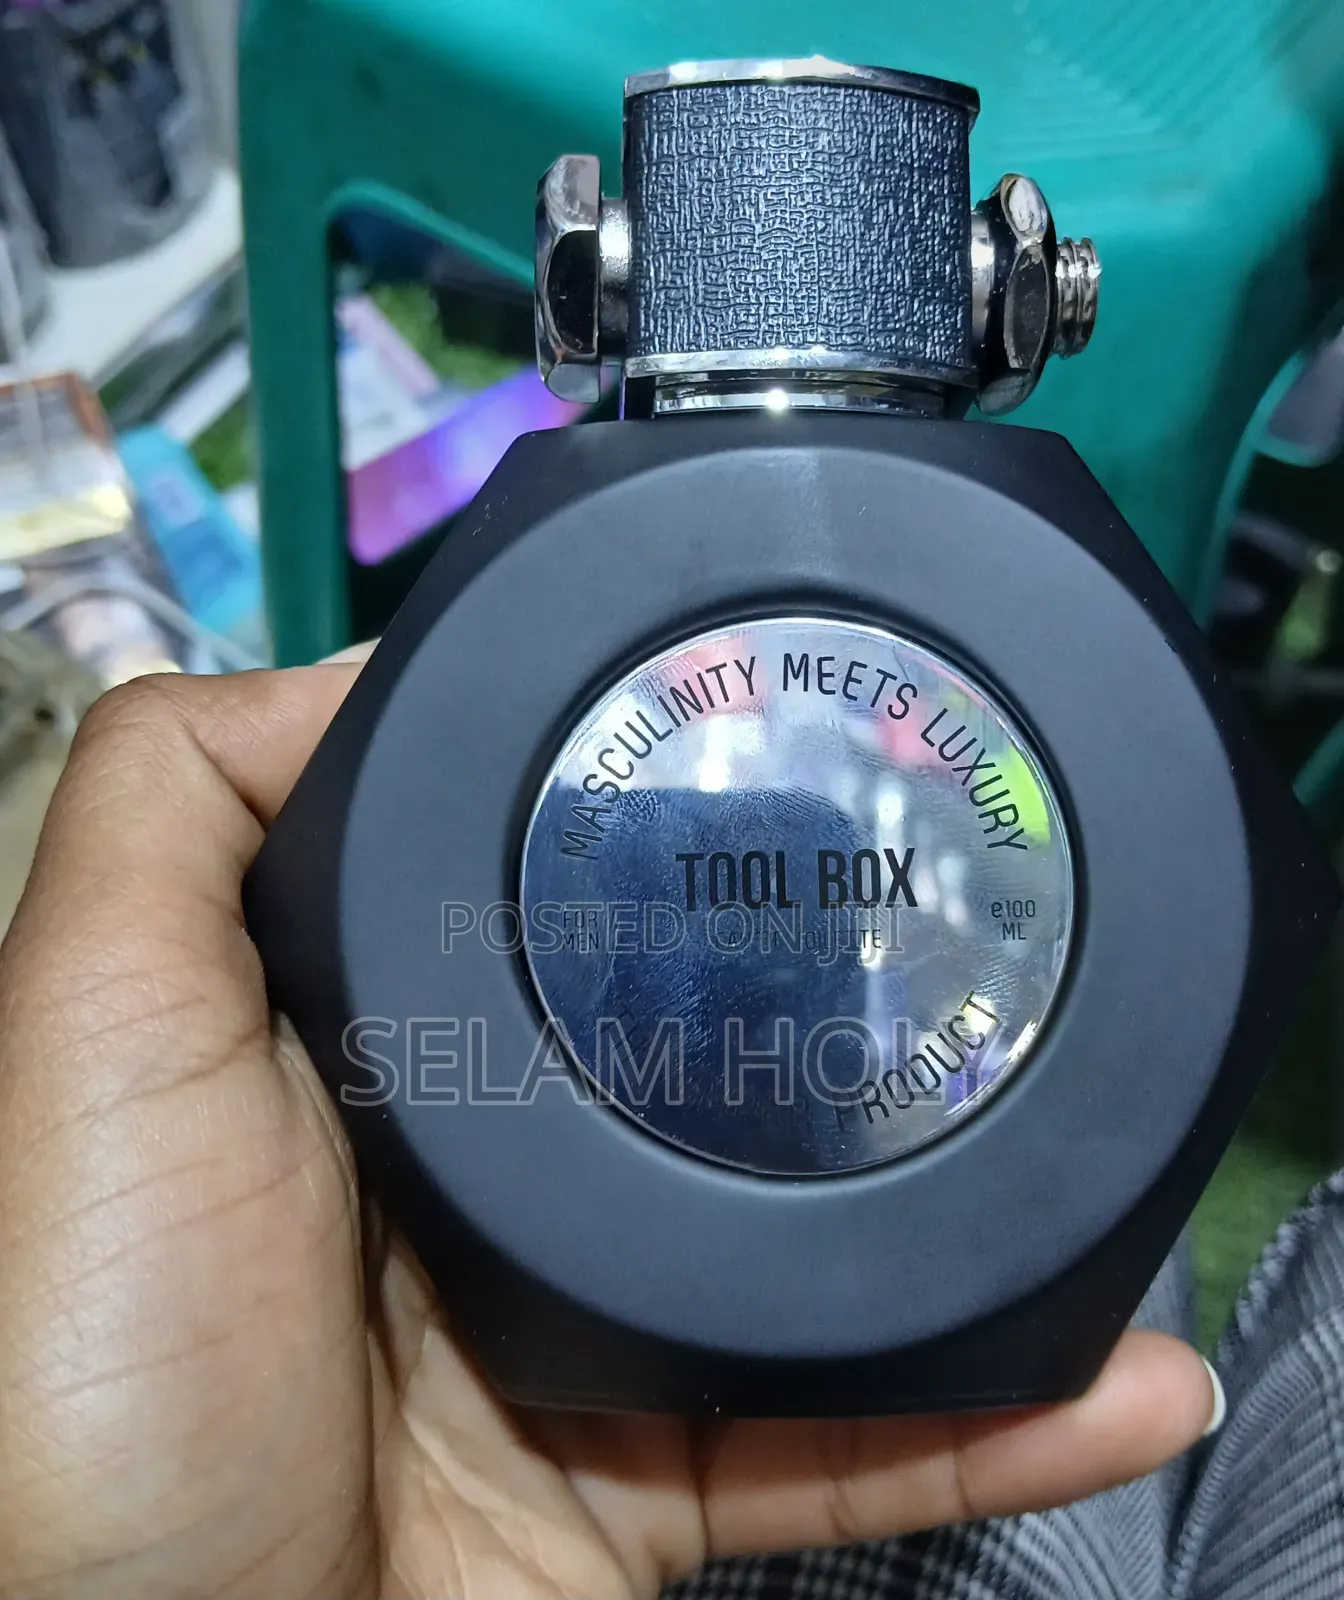 MASCULINITY MEETS LUXURY
TOOL BOX
FOR
MEN
e100
ML
PRODUCT
POSTED ON JIJI
SELAM HOLY